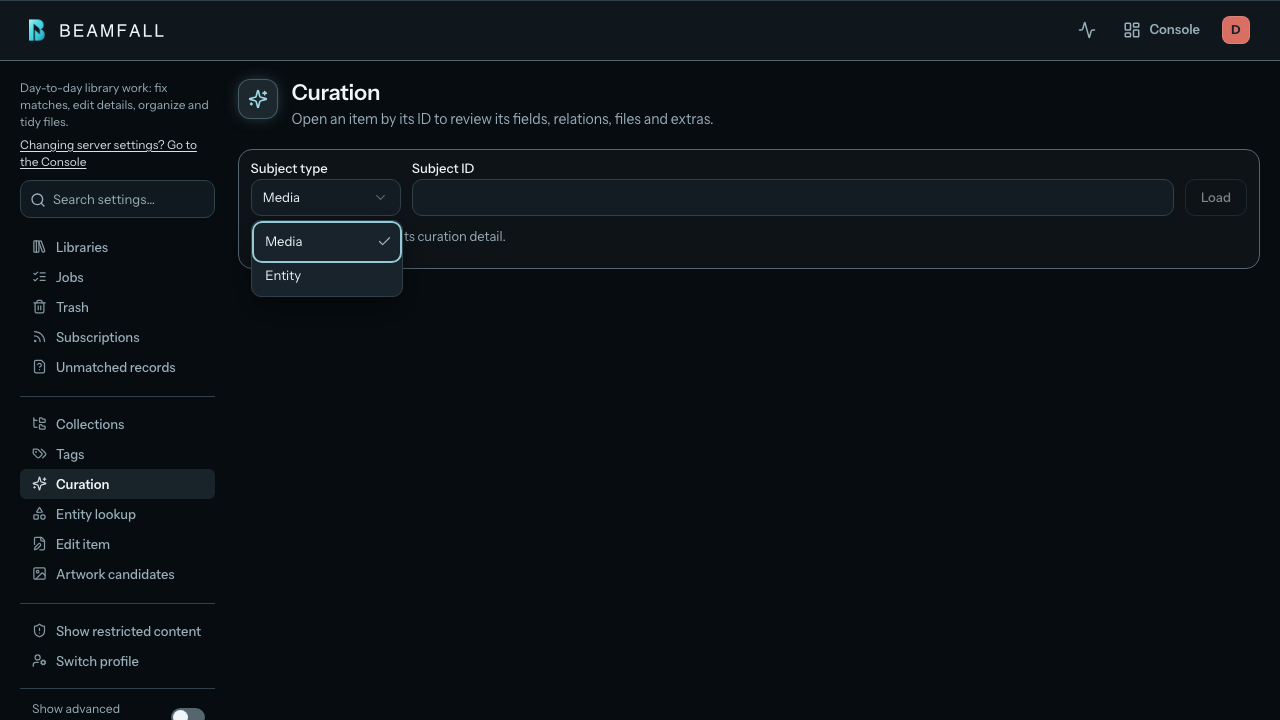 BEAMFALL
Console
D
Day-to-day library work: fix
matches, edit details, organize and
tidy files.
Changing server settings? Go to
the Console
Search settings...
Libraries
Jobs
Trash
Subscriptions
Unmatched records
Collections
Tags
Curation
Entity lookup
Edit item
Artwork candidates
Show restricted content
Switch profile
Show advanced
Curation
Open an item by its ID to review its fields, relations, files and extras.
Subject type
Subject ID
Media
Load
Media
Entity
curation detail.